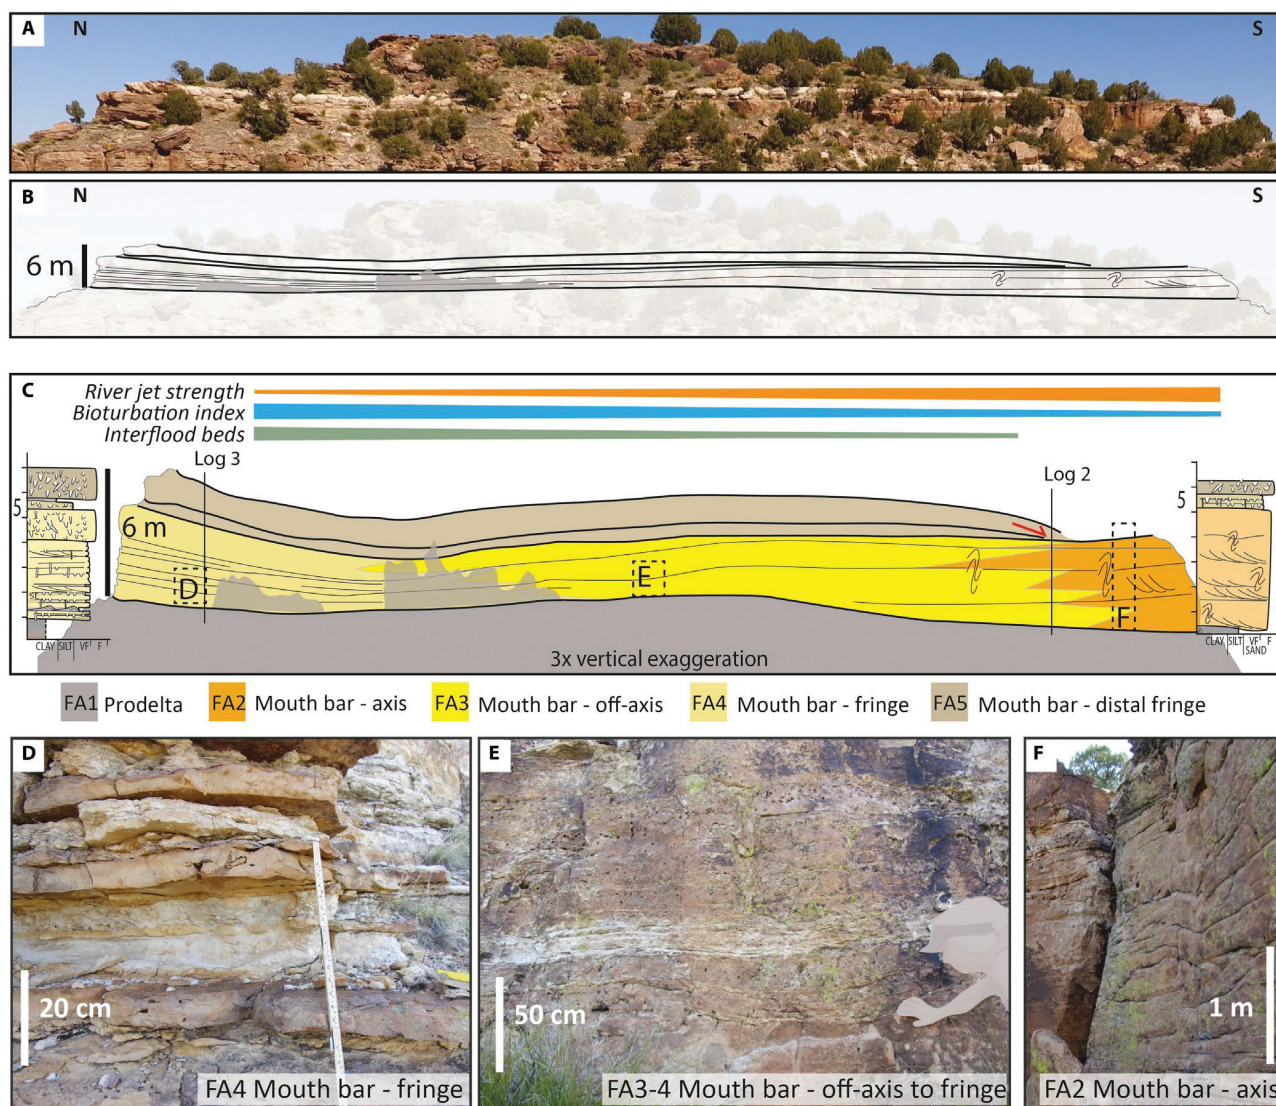 A N S
B N S
6 m
C
River jet strength
Bioturbation index
Interflood beds
Log 3
Log 2
5
6 m
5
D
E
F
CLAY SILT VF F
3x vertical exaggeration
CLAY SILT VF F
SAND
FA1 Prodelta FA2 Mouth bar - axis FA3 Mouth bar - off-axis FA4 Mouth bar - fringe FA5 Mouth bar - distal fringe
D
20 cm
FA4 Mouth bar - fringe
E
50 cm
FA3-4 Mouth bar - off-axis to fringe
F
1 m
FA2 Mouth bar - axis